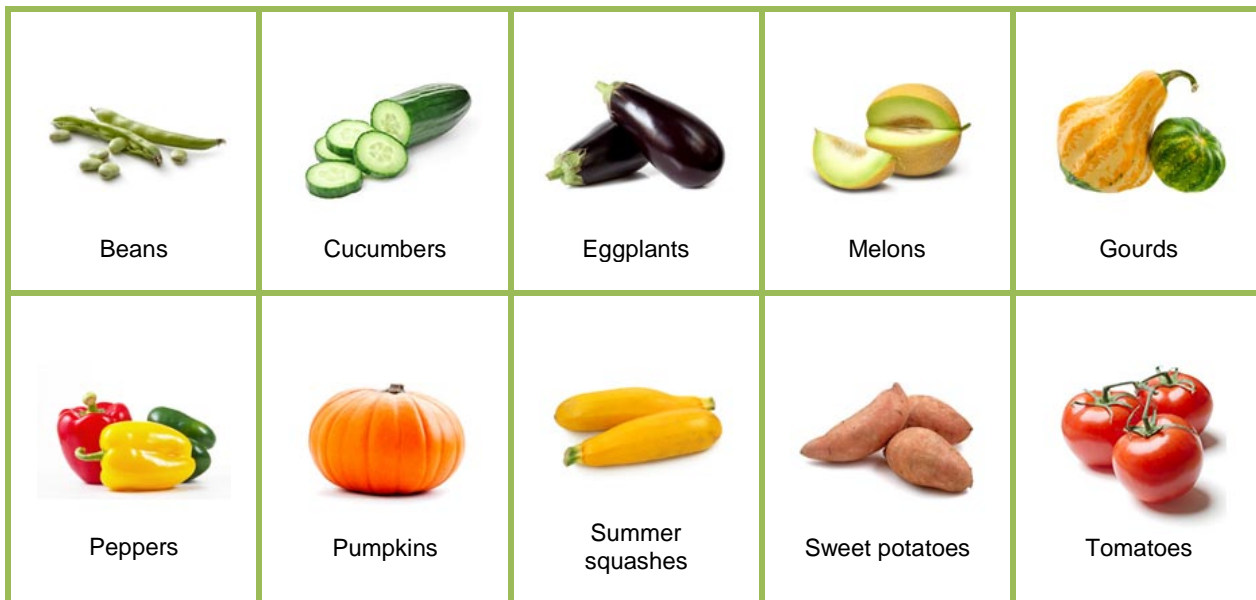 Beans
Cucumbers
Eggplants
Melons
Gourds
Peppers
Pumpkins
Summer
squashes
Sweet potatoes
Tomatoes